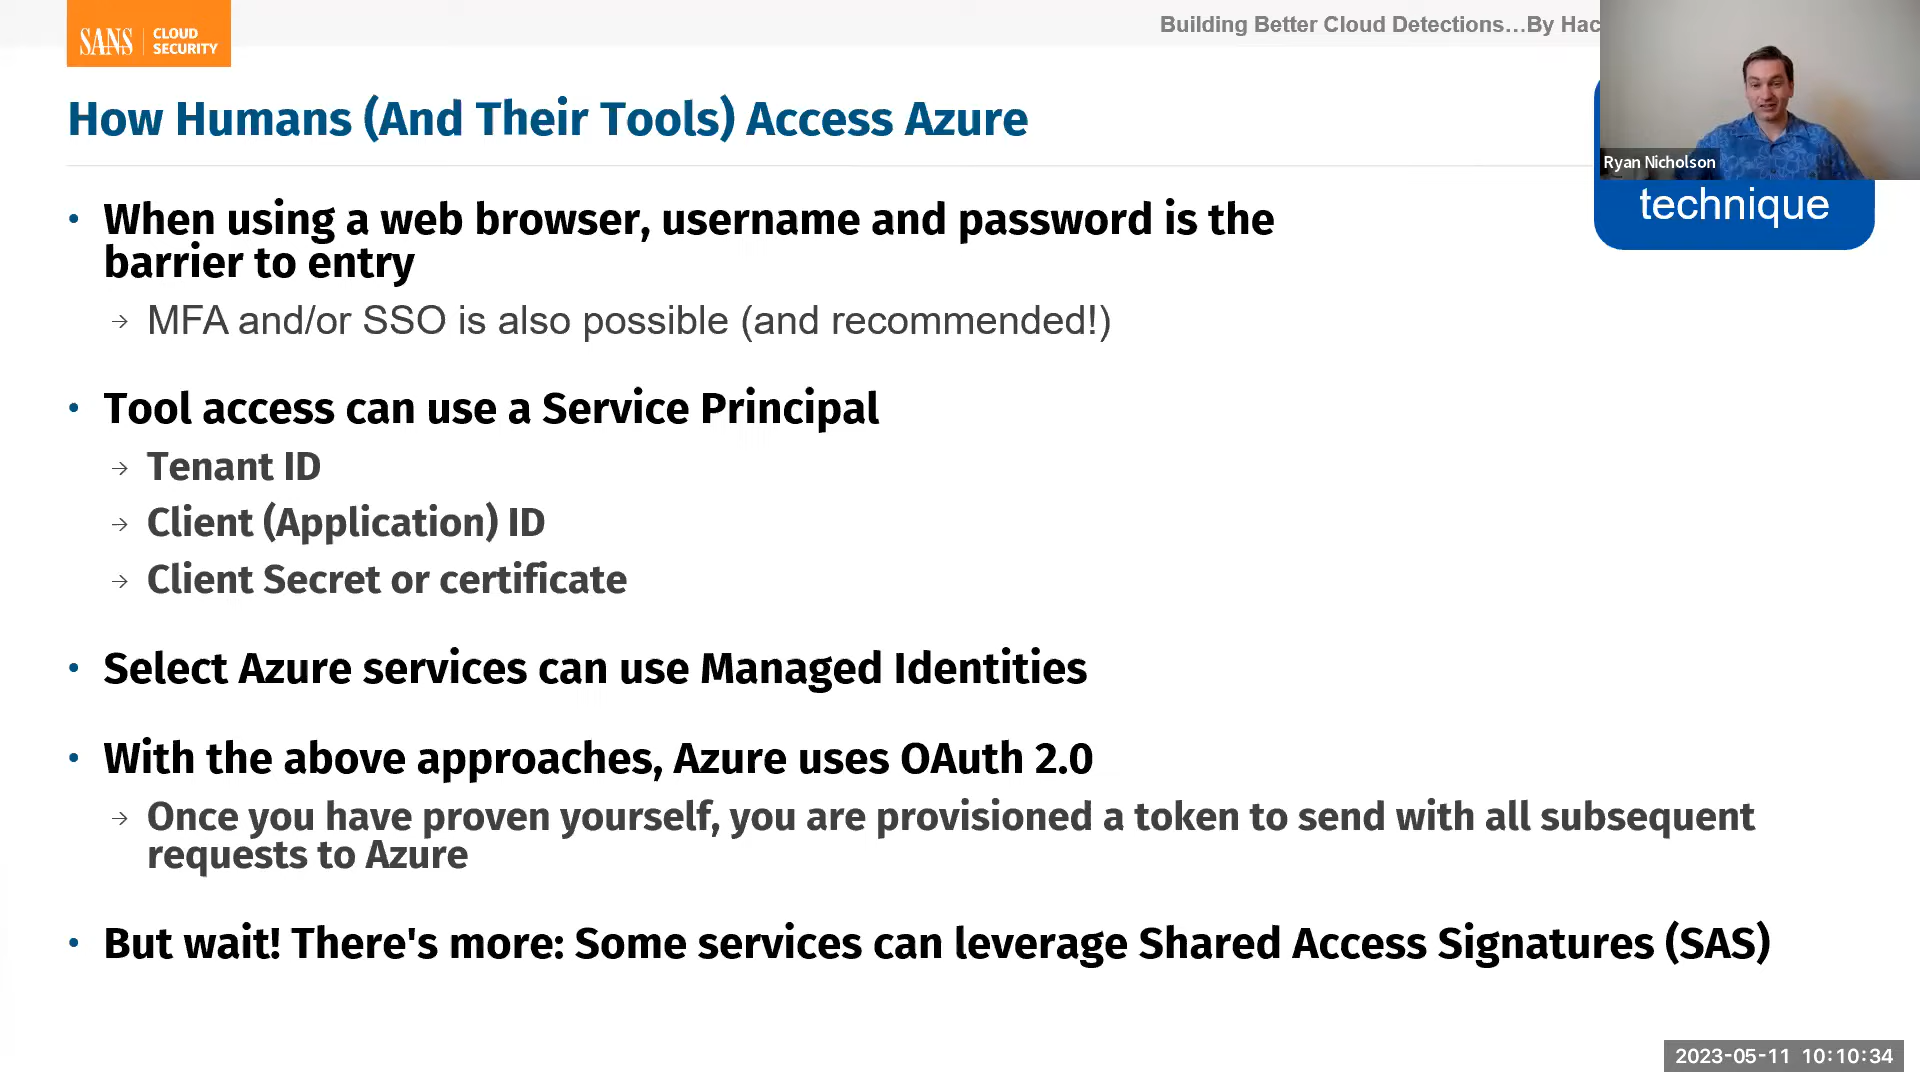 SANS
CLOUD
SECURITY
Building Better Cloud Detections...By Hac
How Humans (And Their Tools) Access Azure
Ryan Nicholson
technique
• When using a web browser, username and password is the
barrier to entry
→ MFA and/or SSO is also possible (and recommended!)
• Tool access can use a Service Principal
→ Tenant ID
→ Client (Application) ID
→ Client Secret or certificate
• Select Azure services can use Managed Identities
• With the above approaches, Azure uses OAuth 2.0
→ Once you have proven yourself, you are provisioned a token to send with all subsequent
requests to Azure
• But wait! There's more: Some services can leverage Shared Access Signatures (SAS)
2023-05-11 10:10:34